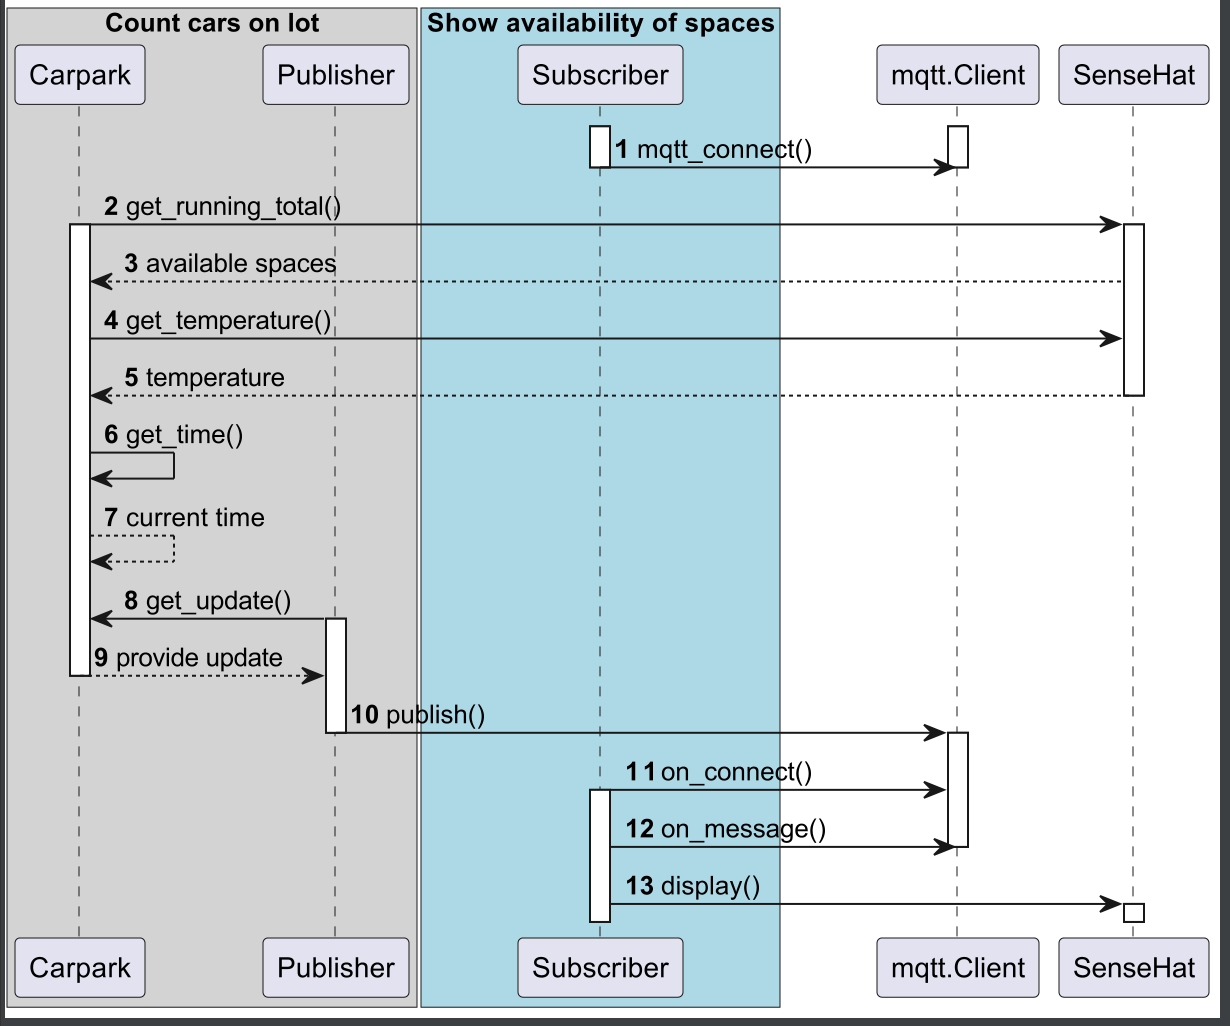 Count cars on lot
Show availability of spaces
Carpark
Publisher
Subscriber
mqtt.Client
SenseHat
1 mqtt_connect()
2 get_running_total()
3 available spaces
4 get_temperature()
5 temperature
6 get_time()
7 current time
8 get_update()
9 provide update
10 publish()
11 on_connect()
12 on_message()
13 display()
Carpark
Publisher
Subscriber
mqtt.Client
SenseHat